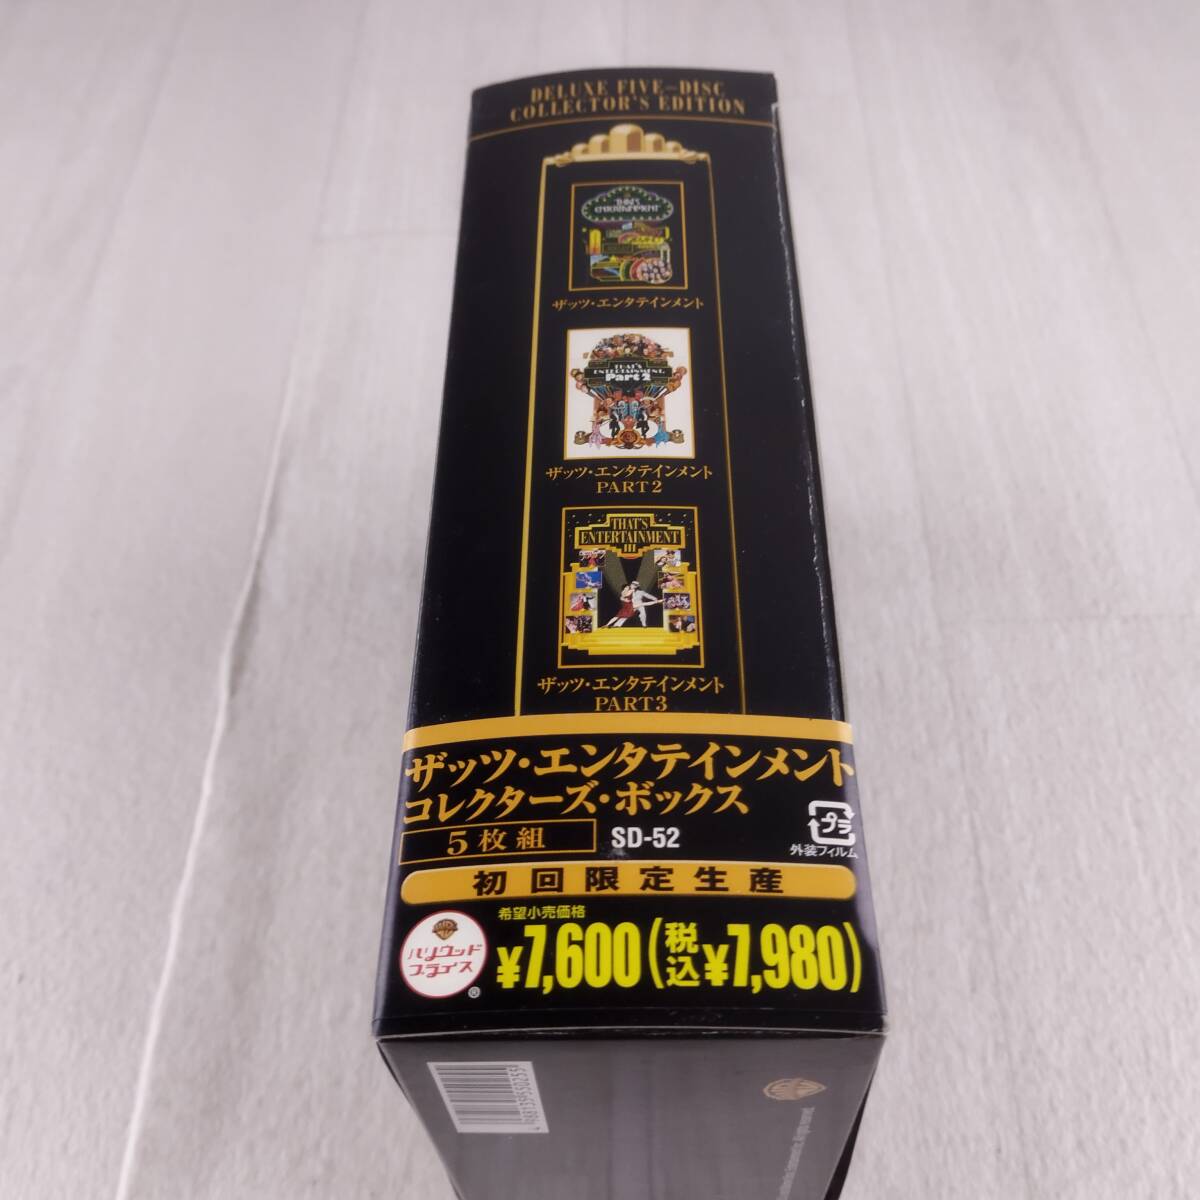 DELUXE FIVE-DISC
COLLECTOR'S EDITION
THAT'S
ENTERTAINMENT
ザッツ・エンタテインメント
THAT'S
ENTERTAINMENT,
Part 2
ザッツ・エンタテインメント
PART2
THAT'S
ENTERTAINMENT
III
ザッツ・エンタテインメント
PART3
ザッツ・エンタテインメント
コレクターズ・ボックス
5枚組 SD-52
プラ
外装フィルム
初回限定生産
ハリウッド
プライス
®
希望小売価格
¥7,600(税込¥7,980)
4988135550255